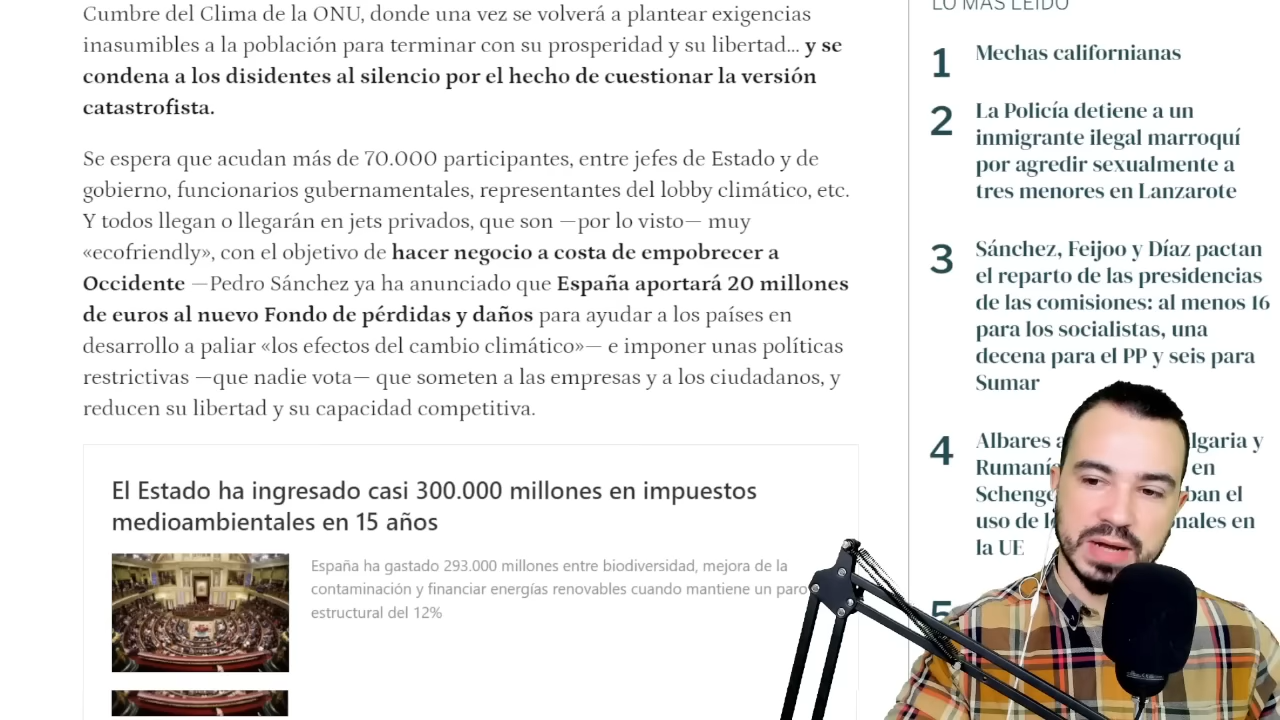 Cumbre del Clima de la ONU, donde una vez se volverá a plantear exigencias
inasumibles a la población para terminar con su prosperidad y su libertad... y se
condena a los disidentes al silencio por el hecho de cuestionar la versión
catastrofista.
Se espera que acudan más de 70.000 participantes, entre jefes de Estado y de
gobierno, funcionarios gubernamentales, representantes del lobby climático, etc.
Y todos llegan o llegarán en jets privados, que son —por lo visto— muy
«ecofriendly», con el objetivo de hacer negocio a costa de empobrecer a
Occidente —Pedro Sánchez ya ha anunciado que España aportará 20 millones
de euros al nuevo Fondo de pérdidas y daños para ayudar a los países en
desarrollo a paliar «los efectos del cambio climático»— e imponer unas políticas
restrictivas —que nadie vota— que someten a las empresas y a los ciudadanos, y
reducen su libertad y su capacidad competitiva.
El Estado ha ingresado casi 300.000 millones en impuestos
medioambientales en 15 años
España ha gastado 293.000 millones entre biodiversidad, mejora de la
contaminación y financiar energías renovables cuando mantiene un paro
estructural del 12%
LO MÁS LEÍDO
1 Mechas californianas
2 La Policía detiene a un
inmigrante ilegal marroquí
por agredir sexualmente a
tres menores en Lanzarote
3 Sánchez, Feijoo y Díaz pactan
el reparto de las presidencias
de las comisiones: al menos 16
para los socialistas, una
decena para el PP y seis para
Sumar
4 Albares
en
el
uso de en
la UE
5